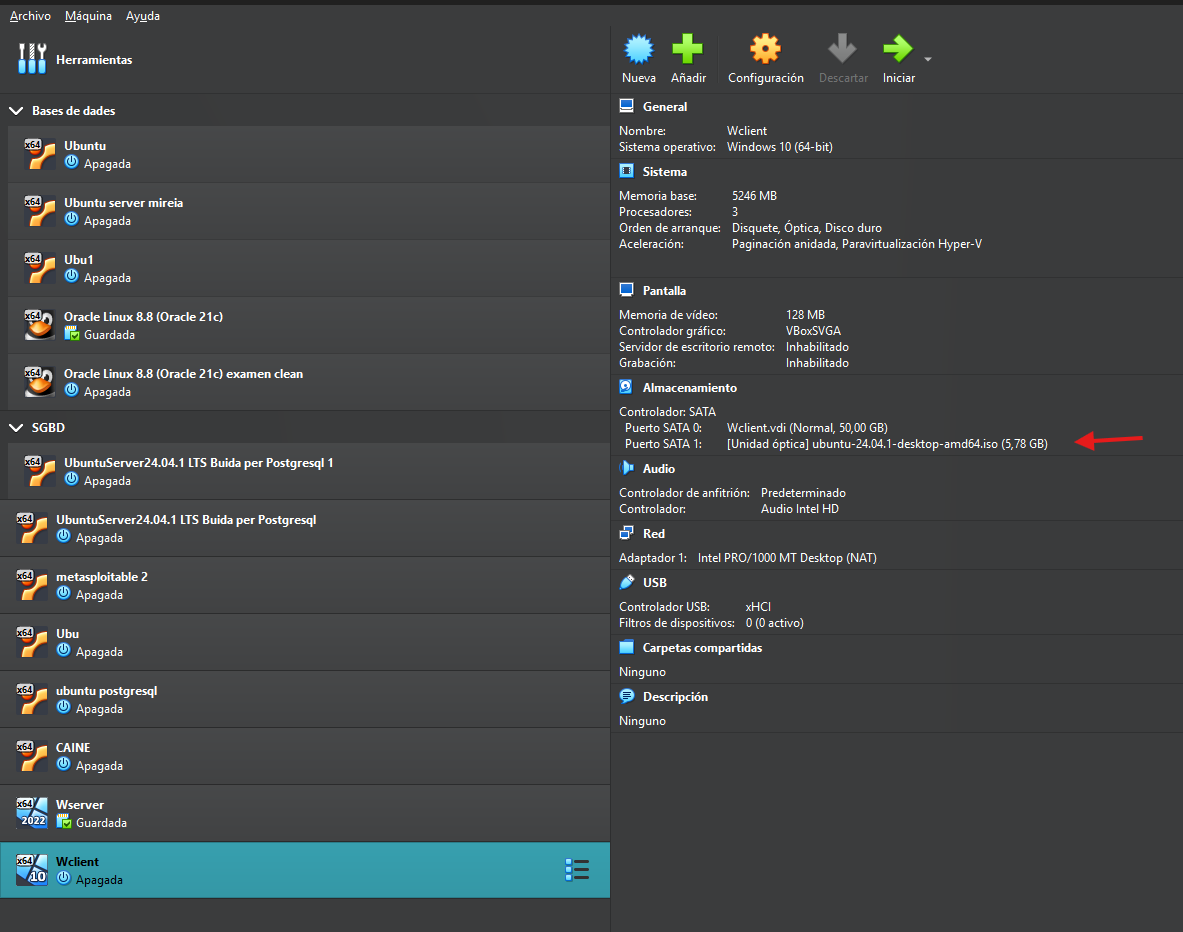 Archivo Máquina Ayuda
Herramientas
Bases de dades
x64 Ubuntu
Apagada
x64 Ubuntu server mireia
Apagada
x64 Ubu1
Apagada
x64 Oracle Linux 8.8 (Oracle 21c)
Guardada
x64 Oracle Linux 8.8 (Oracle 21c) examen clean
Apagada
SGBD
x64 UbuntuServer24.04.1 LTS Buida per Postgresql 1
Apagada
x64 UbuntuServer24.04.1 LTS Buida per Postgresql
Apagada
x64 metasploitable 2
Apagada
x64 Ubu
Apagada
x64 ubuntu postgresql
Apagada
x64 CAINE
Apagada
x64 Wserver
2022 Guardada
x64 Wclient
10 Apagada
Nueva Añadir Configuración Descartar Iniciar
General
Nombre: Wclient
Sistema operativo: Windows 10 (64-bit)
Sistema
Memoria base: 5246 MB
Procesadores: 3
Orden de arranque: Disquete, Óptica, Disco duro
Aceleración: Paginación anidada, Paravirtualización Hyper-V
Pantalla
Memoria de vídeo: 128 MB
Controlador gráfico: VBoxSVGA
Servidor de escritorio remoto: Inhabilitado
Grabación: Inhabilitado
Almacenamiento
Controlador: SATA
Puerto SATA 0: Wclient.vdi (Normal, 50,00 GB)
Puerto SATA 1: [Unidad óptica] ubuntu-24.04.1-desktop-amd64.iso (5,78 GB)
Audio
Controlador de anfitrión: Predeterminado
Controlador: Audio Intel HD
Red
Adaptador 1: Intel PRO/1000 MT Desktop (NAT)
USB
Controlador USB: xHCI
Filtros de dispositivos: 0 (0 activo)
Carpetas compartidas
Ninguno
Descripción
Ninguno